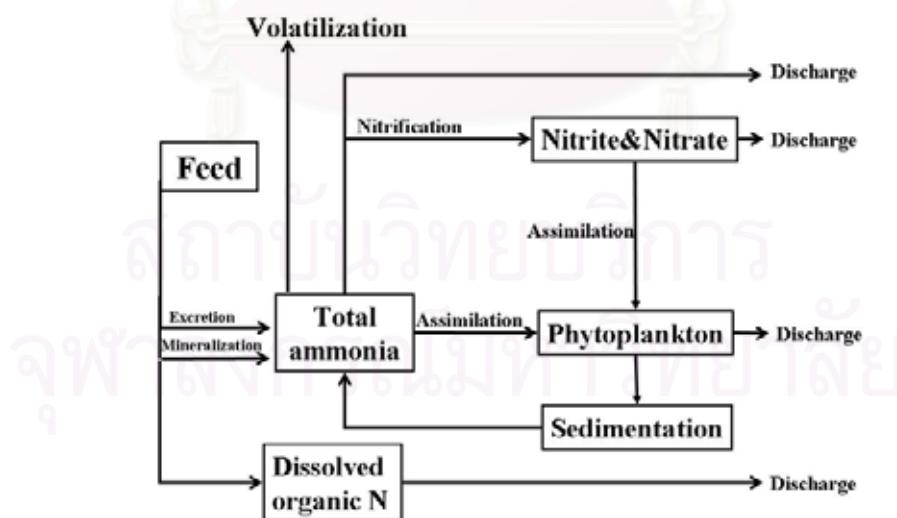 Volatilization
Discharge
Nitrification
Nitrite&Nitrate
Discharge
Feed
สถาบันวิทยบริการ
Assimilation
Excretion
Total
ammonia
Assimilation
Phytoplankton
Discharge
Mineralization
จุฬาลงกรณ์มหาวิทยาลัย
Sedimentation
Dissolved
organic N
Discharge